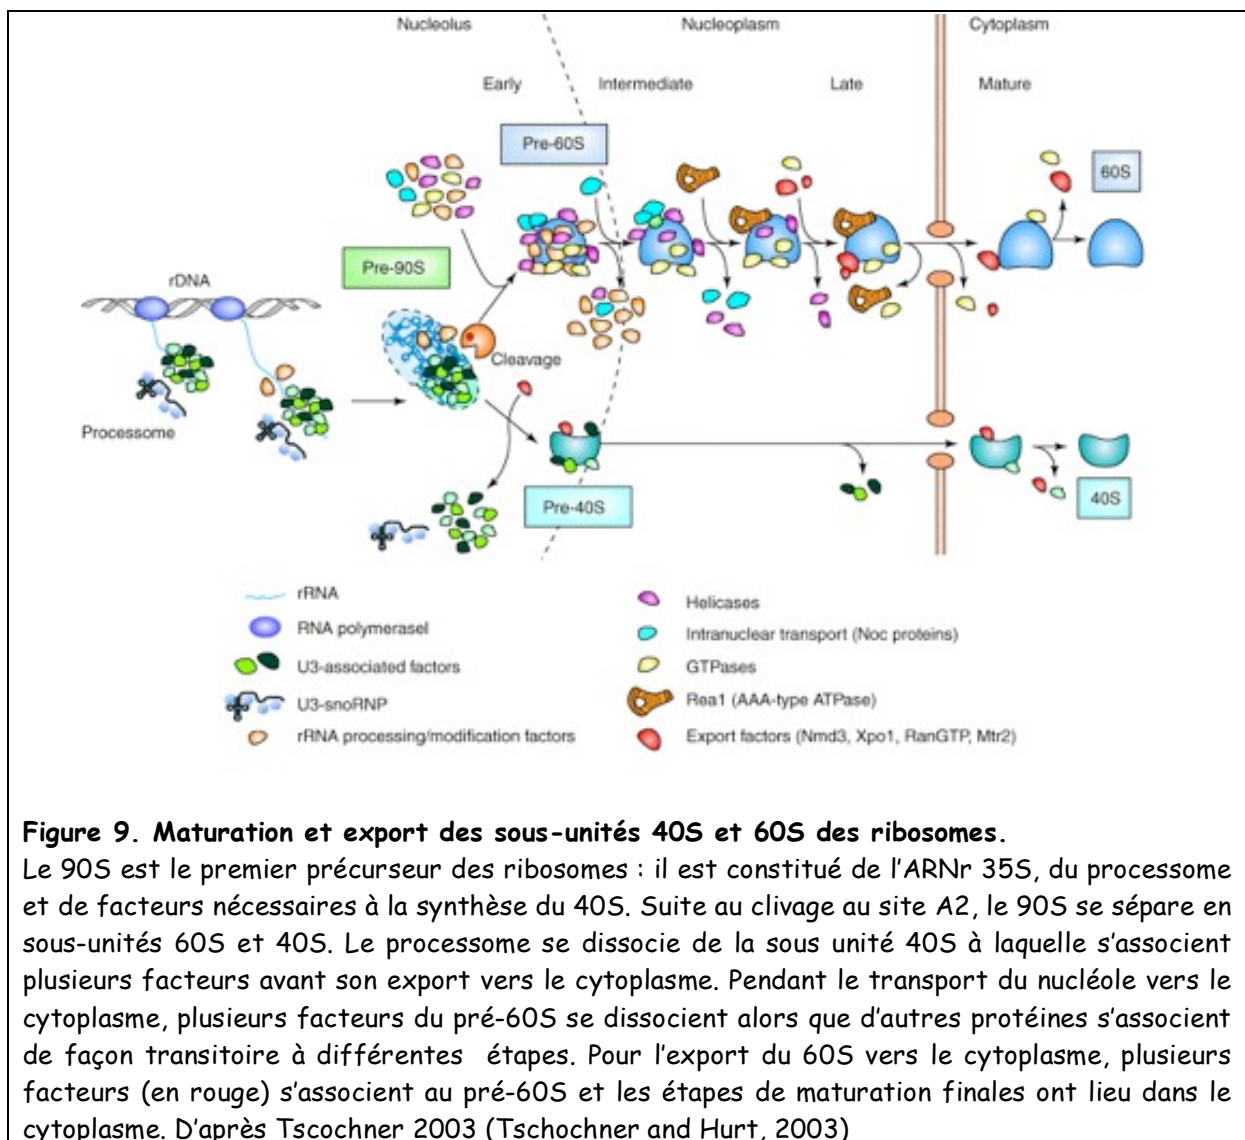 Nucleolus
Nucleoplasm
Cytoplasm
Early
Intermediate
Late
Mature
Pre-60S
60S
Pre-90S
rDNA
Cleavage
Processome
Pre-40S
40S
rRNA
RNA polymeraseI
U3-associated factors
U3-snoRNP
rRNA processing/modification factors
Helicases
Intranuclear transport (Noc proteins)
GTPases
Rea1 (AAA-type ATPase)
Export factors (Nmd3, Xpo1, RanGTP, Mtr2)
Figure 9. Maturation et export des sous-unités 40S et 60S des ribosomes.
Le 90S est le premier précurseur des ribosomes : il est constitué de l'ARNr 35S, du processome
et de facteurs nécessaires à la synthèse du 40S. Suite au clivage au site A2, le 90S se sépare en
sous-unités 60S et 40S. Le processome se dissocie de la sous unité 40S à laquelle s'associent
plusieurs facteurs avant son export vers le cytoplasme. Pendant le transport du nucléole vers le
cytoplasme, plusieurs facteurs du pré-60S se dissocient alors que d'autres protéines s'associent
de façon transitoire à différentes étapes. Pour l'export du 60S vers le cytoplasme, plusieurs
facteurs (en rouge) s'associent au pré-60S et les étapes de maturation finales ont lieu dans le
cytoplasme. D'après Tscochner 2003 (Tschochner and Hurt, 2003)